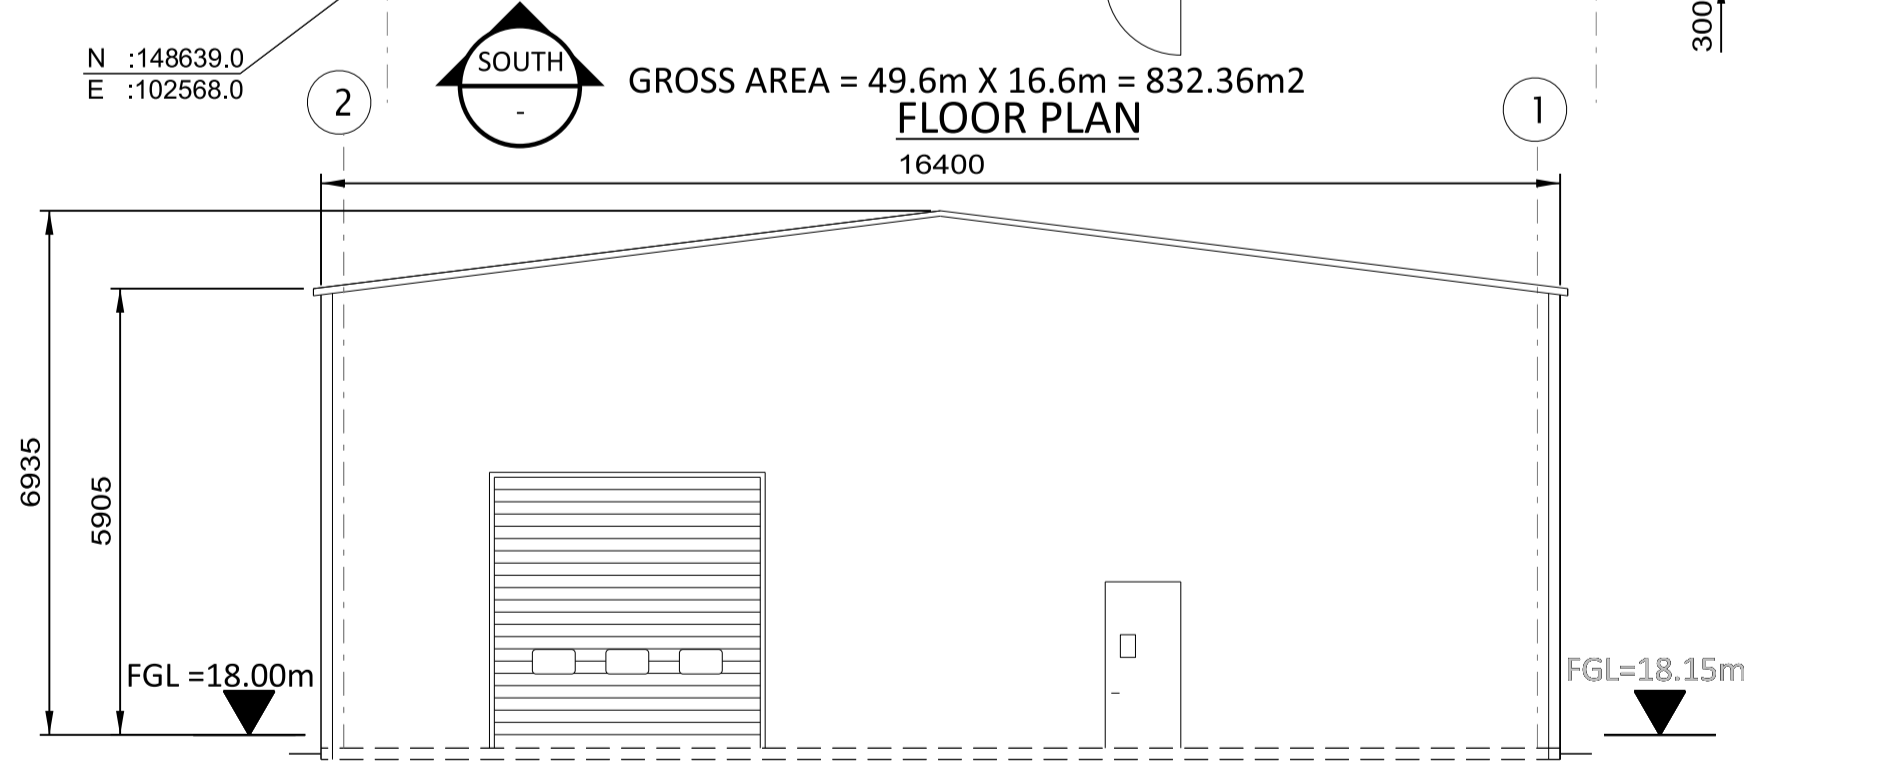 N :148639.0
E :102568.0
2
SOUTH
-
GROSS AREA = 49.6m X 16.6m = 832.36m2
FLOOR PLAN
1
300
16400
6935
5905
FGL =18.00m
FGL=18.15m